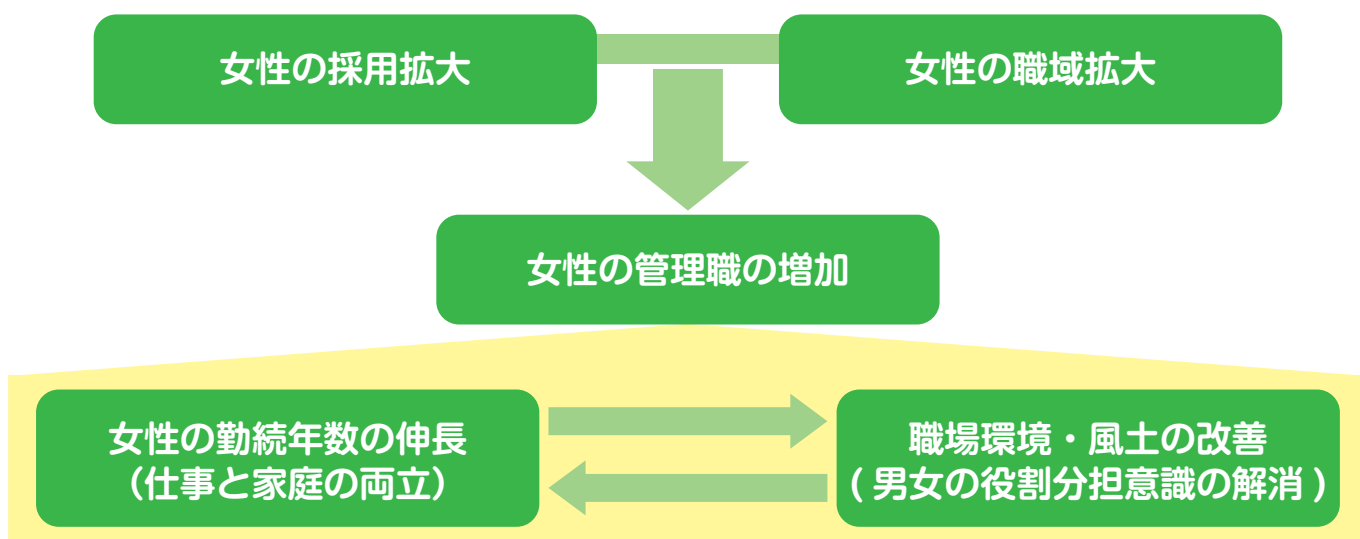 女性の採用拡大
女性の職域拡大
女性の管理職の増加
女性の勤続年数の伸長
（仕事と家庭の両立）
職場環境・風土の改善
( 男女の役割分担意識の解消 )